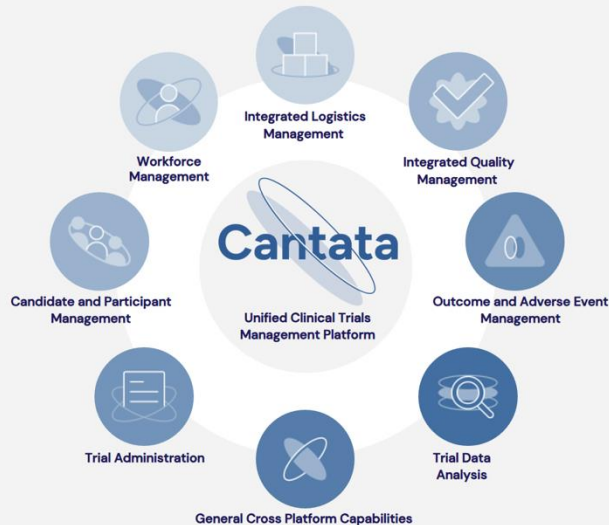 Integrated Logistics
Management
Workforce
Management
Integrated Quality
Management
Cantata
Unified Clinical Trials
Management Platform
Candidate and Participant
Management
Outcome and Adverse Event
Management
Trial Administration
Trial Data
Analysis
General Cross Platform Capabilities